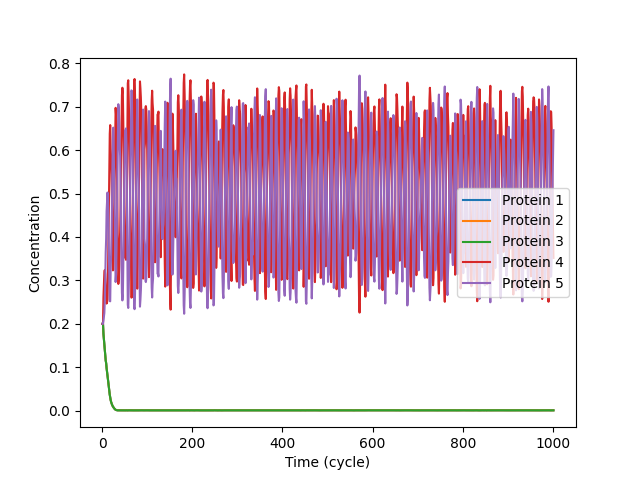 0.8
0.7
0.6
0.5
0.4
0.3
0.2
0.1
0.0
Concentration
Protein 1
Protein 2
Protein 3
Protein 4
Protein 5
0 200 400 600 800 1000
Time (cycle)